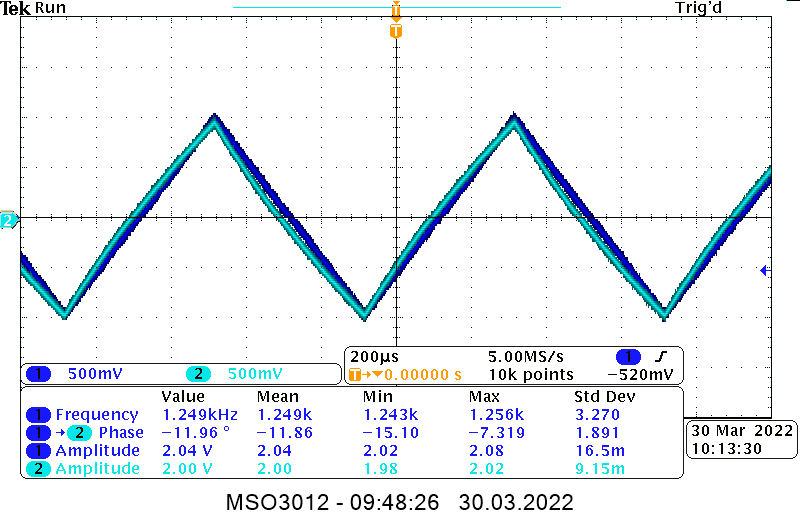 Tek Run Trig'd
T
T
2
200µs 5.00MS/s 1
1 500mV 2 500mV T→▼0.00000 s 10k points −520mV
Value Mean Min Max Std Dev
1 Frequency 1.249kHz 1.249k 1.243k 1.256k 3.270
1 →2 Phase −11.96 ° −11.86 −15.10 −7.319 1.891
1 Amplitude 2.04 V 2.04 2.02 2.08 16.5m
2 Amplitude 2.00 V 2.00 1.98 2.02 9.15m
30 Mar 2022
10:13:30
MSO3012 - 09:48:26 30.03.2022